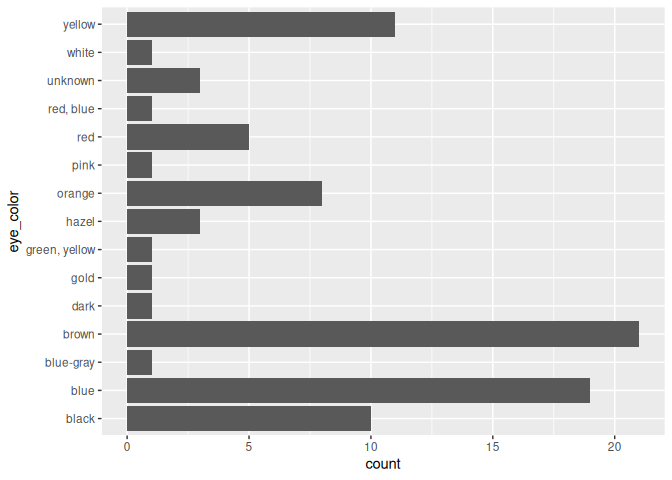 yellow
white
unknown
red, blue
red
pink
orange
hazel
green, yellow
gold
dark
brown
blue-gray
blue
black
eye_color
0 5 10 15 20
count